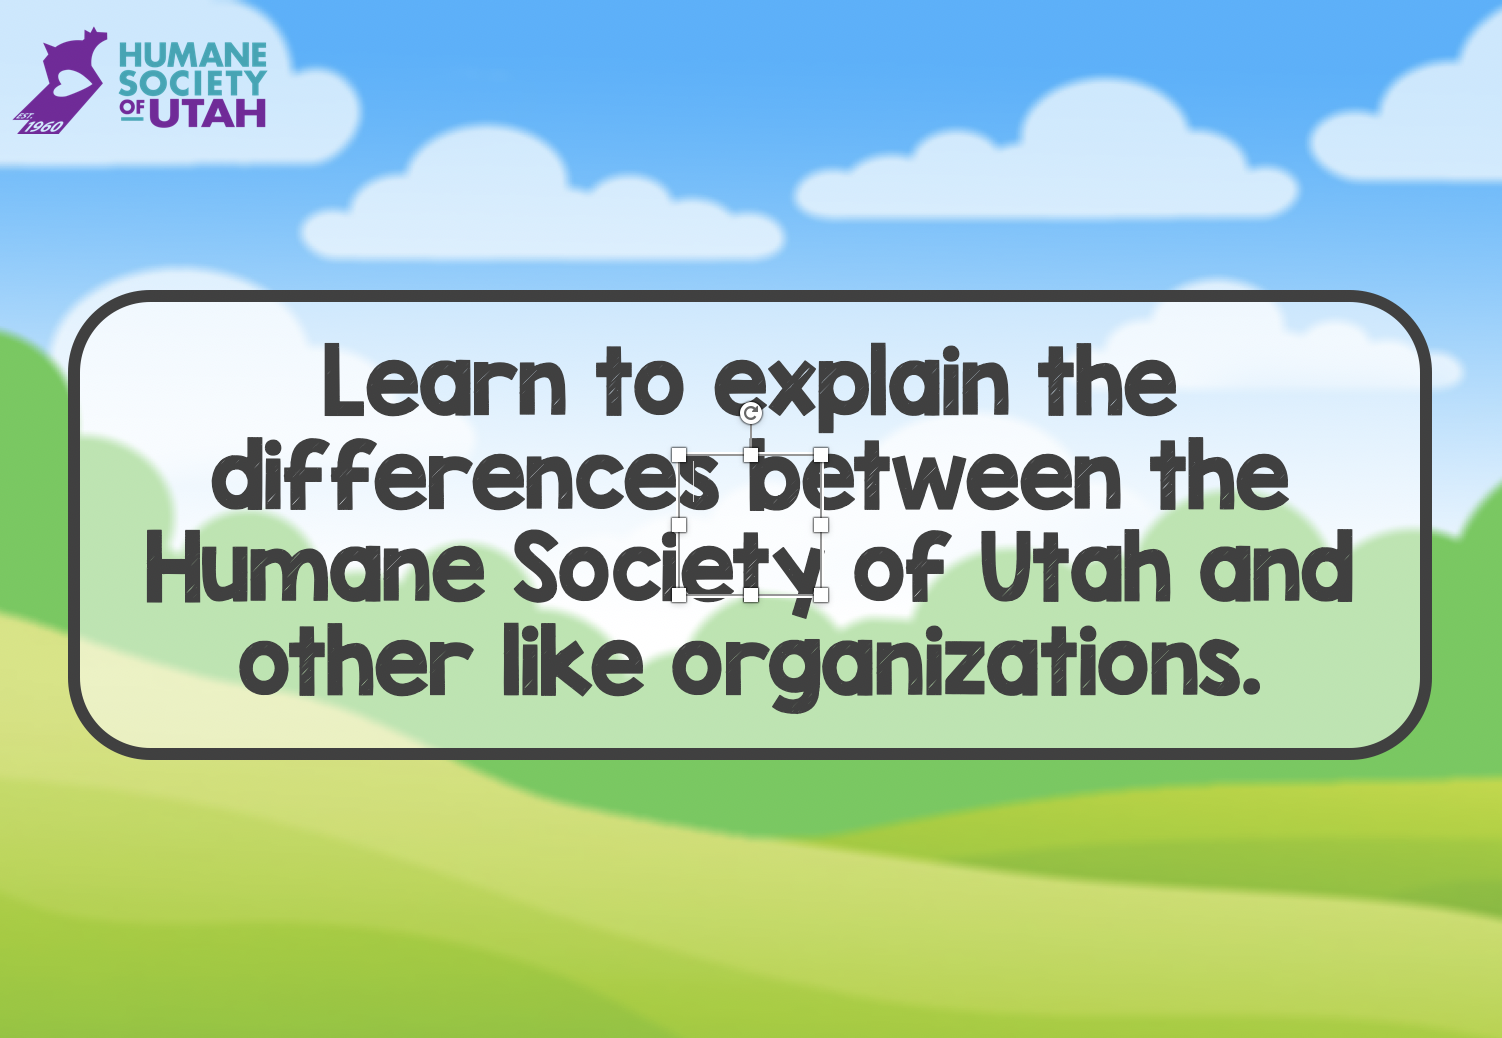 HUMANE
SOCIETY
OF UTAH
EST.
1960
Learn to explain the
differences between the
Humane Society of Utah and
other like organizations.